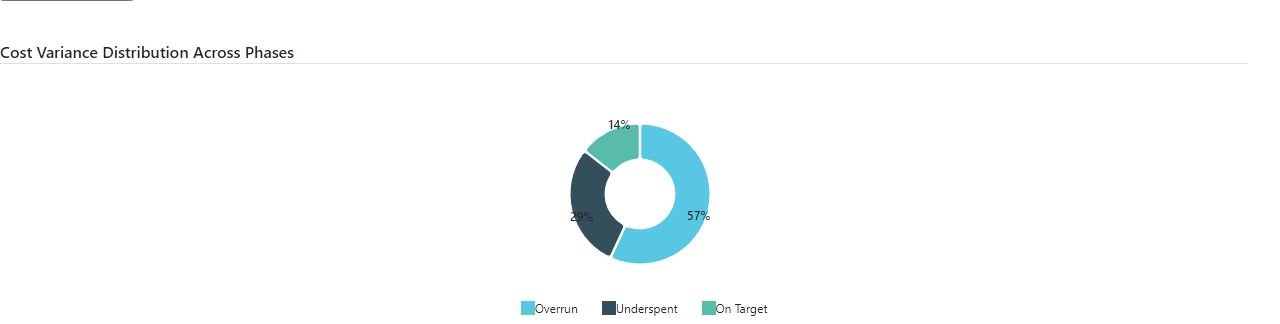 Cost Variance Distribution Across Phases
14%
29%
57%
Overrun Underspent On Target